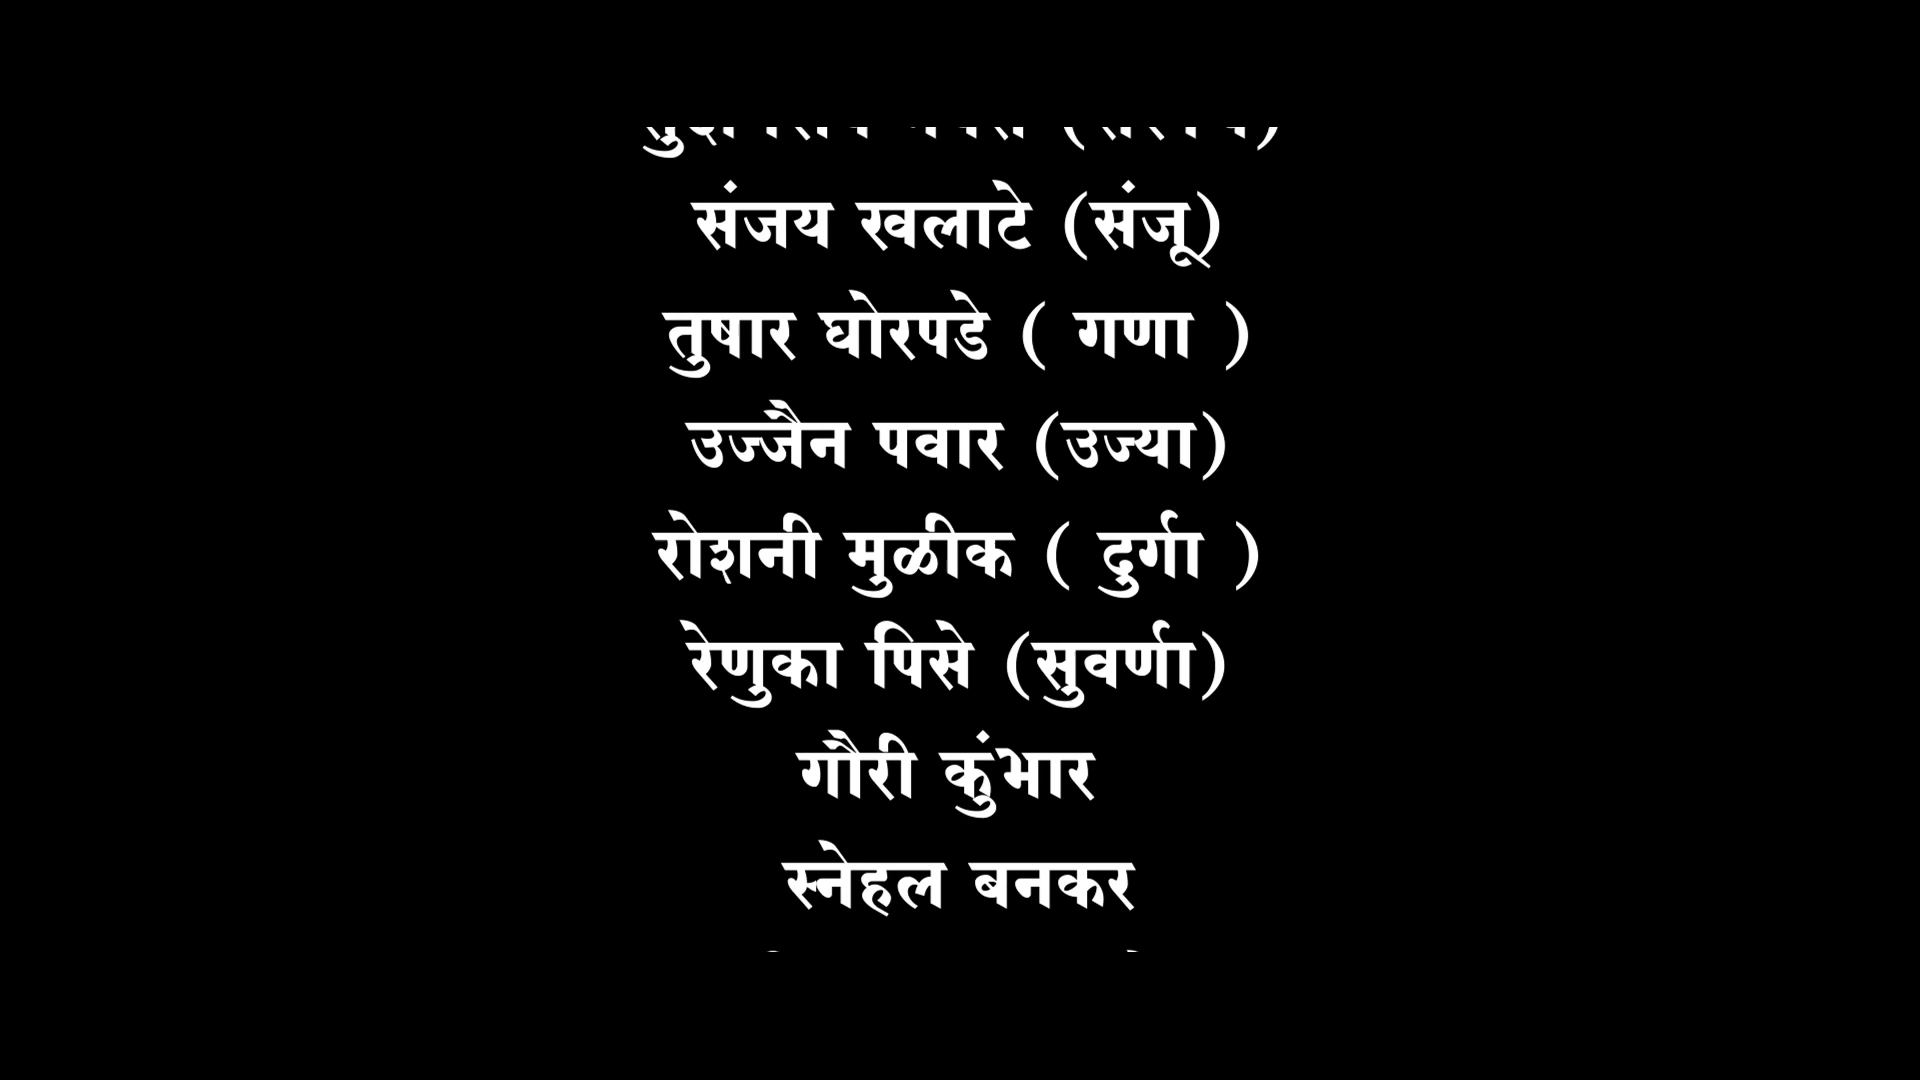 संजय खलाटे (संजू)
तुषार घोरपडे ( गणा )
उज्जैन पवार (उज्या)
रोशनी मुळीक ( दुर्गा )
रेणुका पिसे (सुवर्णा)
गौरी कुंभार
स्नेहल बनकर